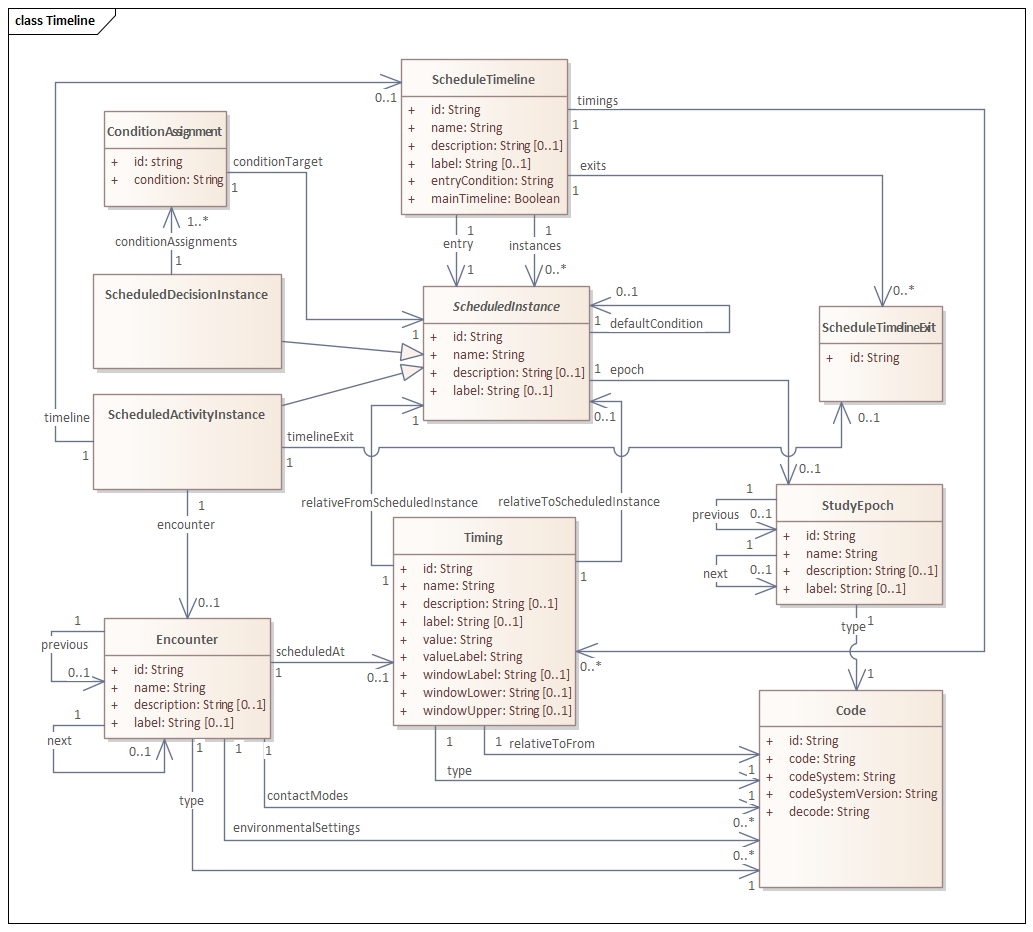 class Timeline
ScheduleTimeline
+ id: String
+ name: String
+ description: String [0..1]
+ label: String [0..1]
+ entryCondition: String
+ mainTimeline: Boolean
0..1
timings
1
exits
1
ConditionAssignment
+ id: string
+ condition: String
conditionTarget
1
1..*
conditionAssignments
1
1
entry
1
1
instances
0..*
ScheduledDecisionInstance
ScheduledInstance
+ id: String
+ name: String
+ description: String [0..1]
+ label: String [0..1]
1
0..1
1
defaultCondition
1
epoch
0..*
ScheduleTimelineExit
+ id: String
0..1
ScheduledActivityInstance
timeline
1
timelineExit
1
1
0..1
relativeFromScheduledInstance
relativeToScheduledInstance
0..1
1
encounter
0..1
StudyEpoch
+ id: String
+ name: String
+ description: String [0..1]
+ label: String [0..1]
1
previous
0..1
1
next
0..1
type
1
1
Timing
+ id: String
+ name: String
+ description: String [0..1]
+ label: String [0..1]
+ value: String
+ valueLabel: String
+ windowLabel: String [0..1]
+ windowLower: String [0..1]
+ windowUpper: String [0..1]
1
1
0..*
Encounter
+ id: String
+ name: String
+ description: String [0..1]
+ label: String [0..1]
1
previous
0..1
1
next
0..1
scheduledAt
1
0..1
Code
+ id: String
+ code: String
+ codeSystem: String
+ codeSystemVersion: String
+ decode: String
1
1
relativeToFrom
1
type
1
1
1
1
contactModes
0..*
type
environmentalSettings
0..*
1